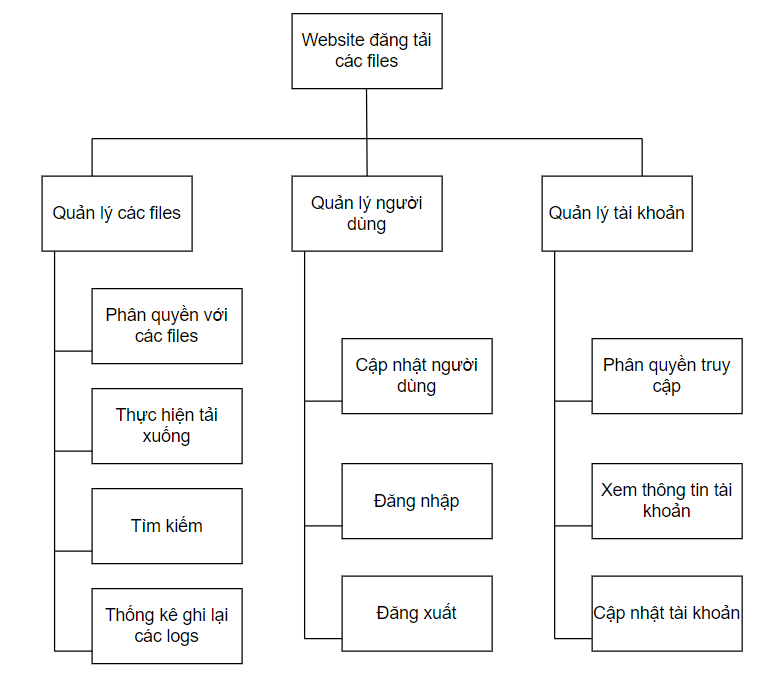 Website đăng tải
các files
Quản lý các files
Quản lý người
dùng
Quản lý tài khoản
Phân quyền với
các files
Thực hiện tải
xuống
Tìm kiếm
Thống kê ghi lại
các logs
Cập nhật người
dùng
Đăng nhập
Đăng xuất
Phân quyền truy
cập
Xem thông tin tài
khoản
Cập nhật tài khoản